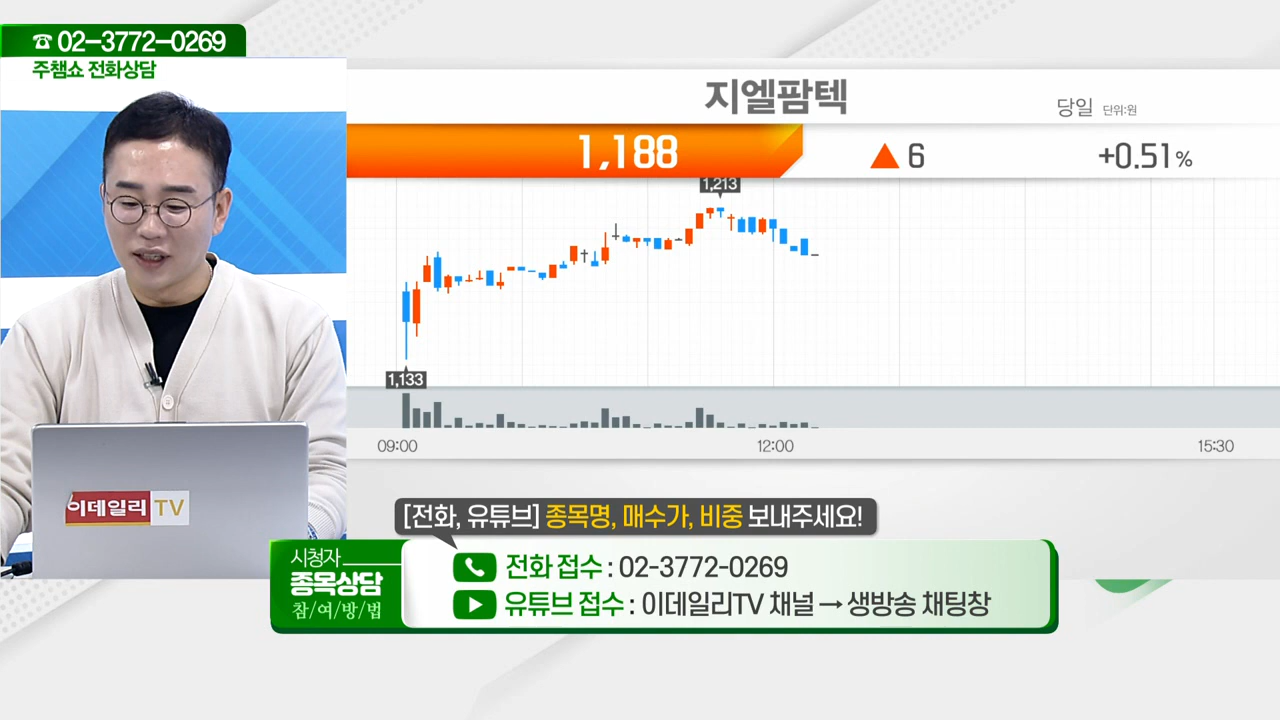 ☎ 02-3772-0269
주챔쇼 전화상담
지엘팜텍
당일 단위:원
1,188 ▲ 6 +0.51%
1,213
1,133
09:00 12:00 15:30
이데일리 TV
[전화, 유튜브] 종목명, 매수가, 비중 보내주세요!
시청자
종목상담
참/여/방/법
전화 접수 : 02-3772-0269
유튜브 접수 : 이데일리TV 채널 → 생방송 채팅창